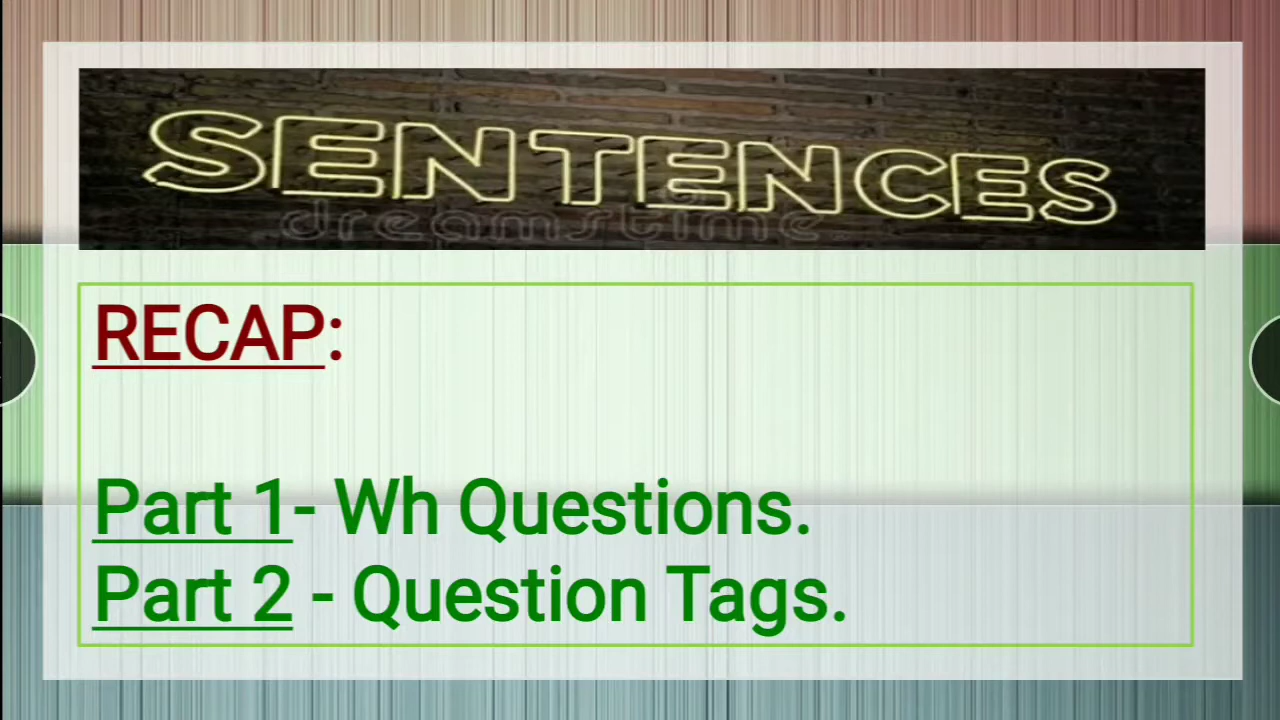 SENTENCES
dreamstime
RECAP:
Part 1- Wh Questions.
Part 2 - Question Tags.